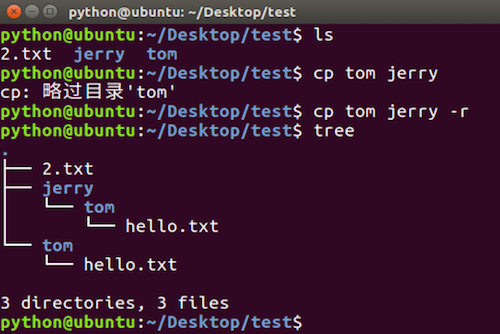 python@ubuntu: ~/Desktop/test
python@ubuntu:~/Desktop/test$ ls
2.txt  jerry  tom
python@ubuntu:~/Desktop/test$ cp tom jerry
cp: 略过目录'tom'
python@ubuntu:~/Desktop/test$ cp tom jerry -r
python@ubuntu:~/Desktop/test$ tree
.
├── 2.txt
├── jerry
│   └── tom
│       └── hello.txt
└── tom
    └── hello.txt

3 directories, 3 files
python@ubuntu:~/Desktop/test$